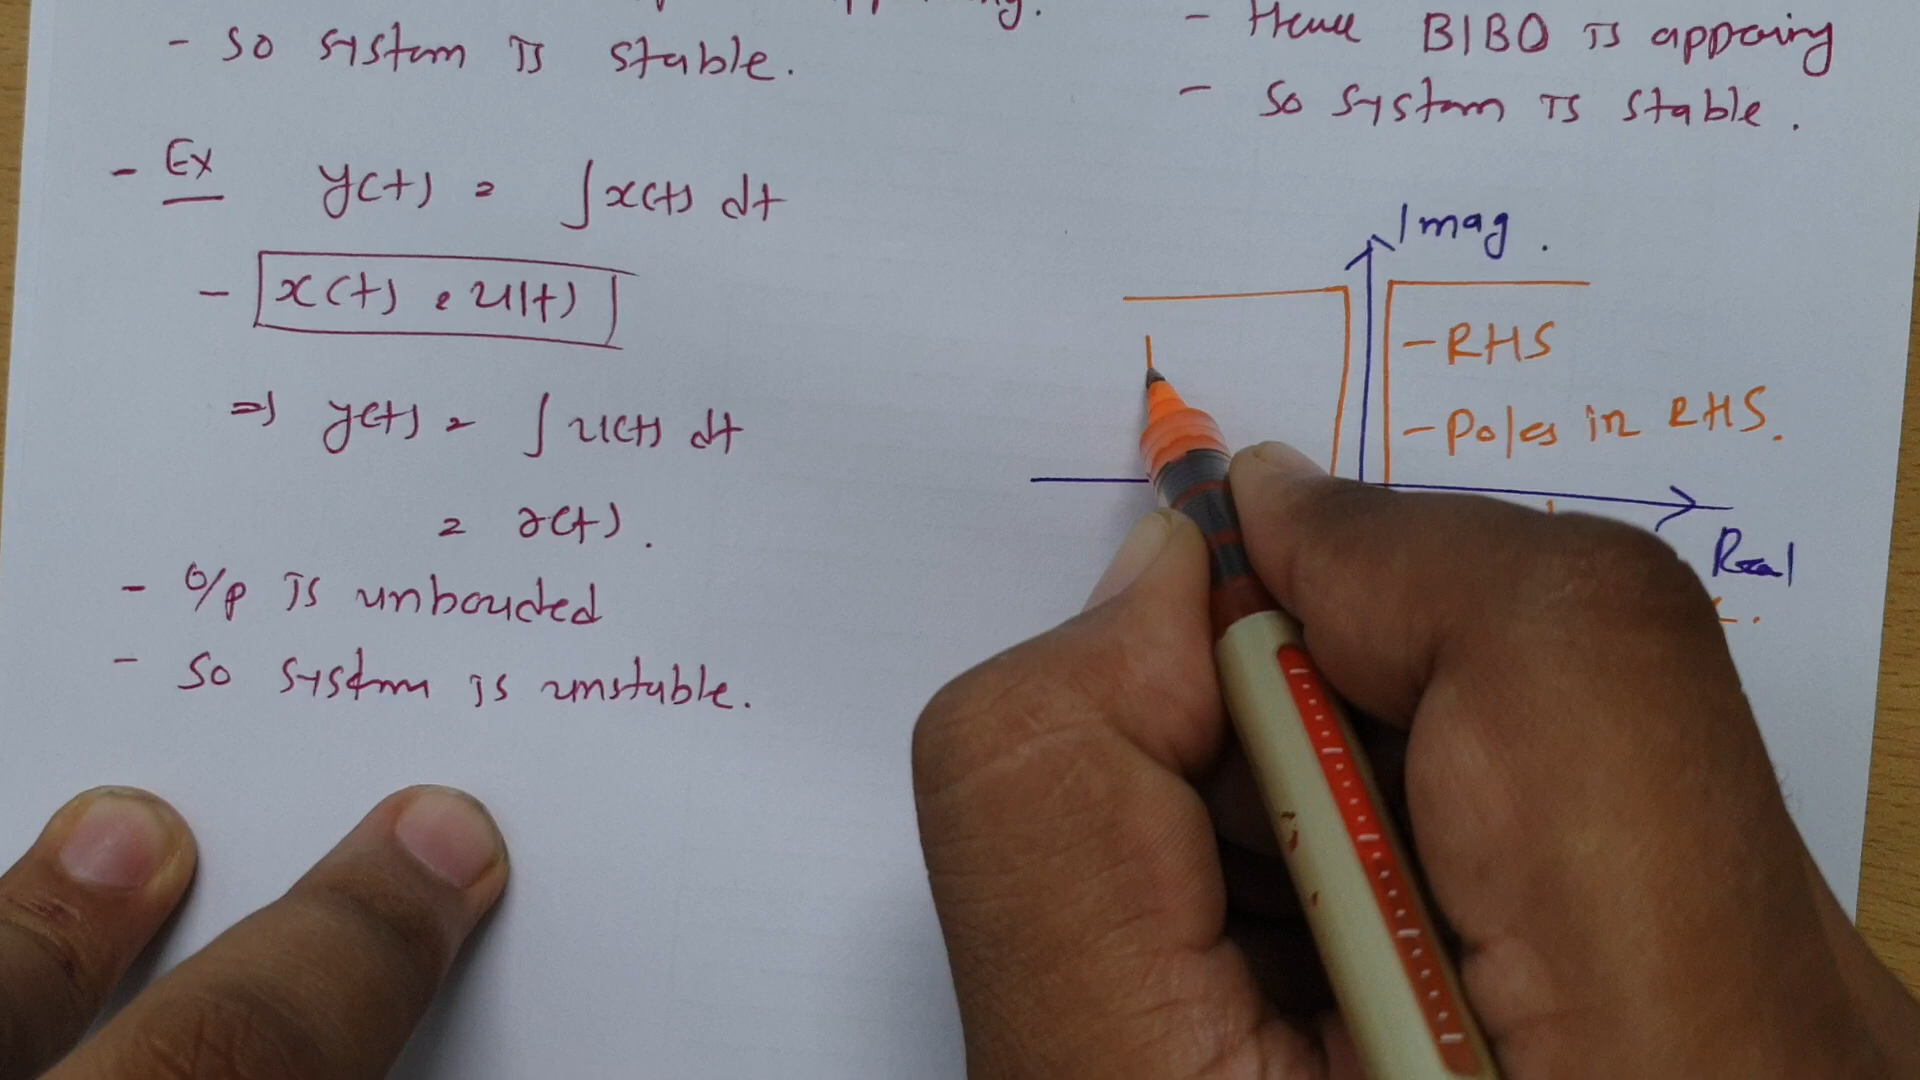 - So system is stable.
- Ex y(t) = ∫x(t) dt
- x(t) = u(t)
⇒ y(t) = ∫u(t) dt
= r(t).
- O/p is unbouded
- So system is unstable.
- Hence BIBO is appearing
- So system is stable.
Imag.
- RHS
- Poles in RHS.
Real